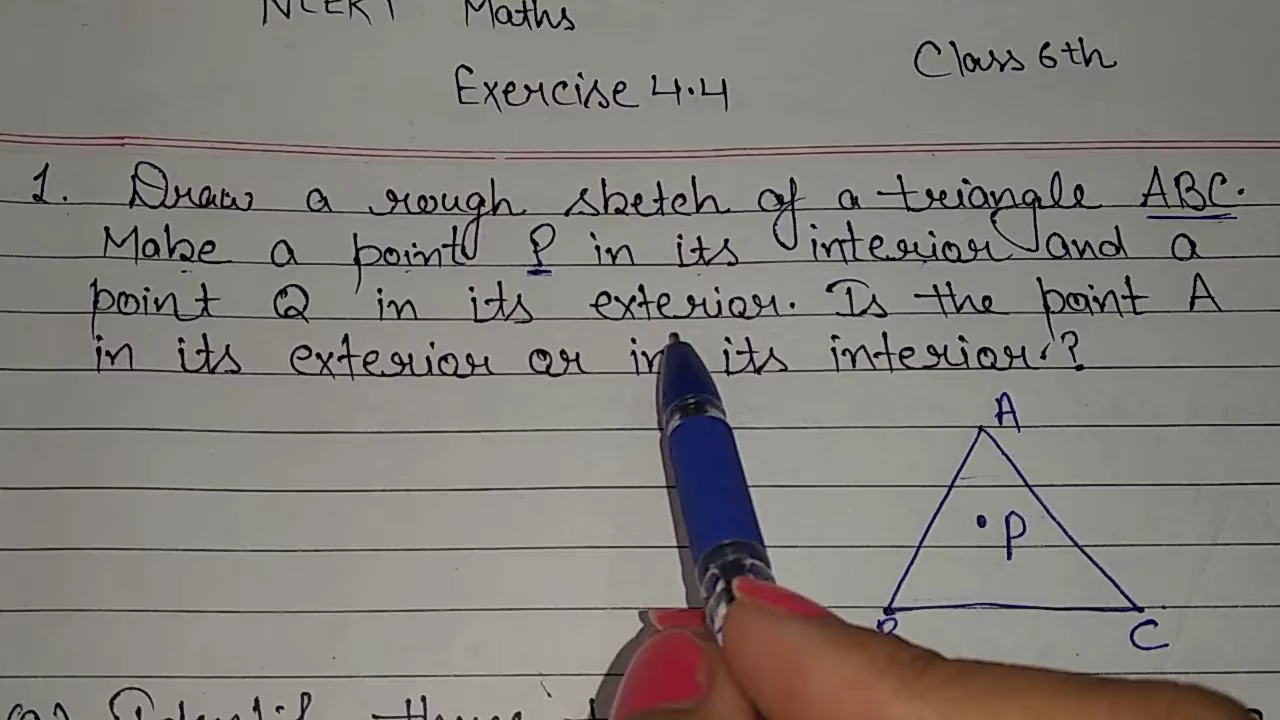 NCERT Maths
Class 6th
Exercise 4.4
1. Draw a rough sketch of a triangle ABC.
Make a point P in its interior and a
point Q in its exterior. Is the point A
in its exterior or in its interior?
A
P
B
C